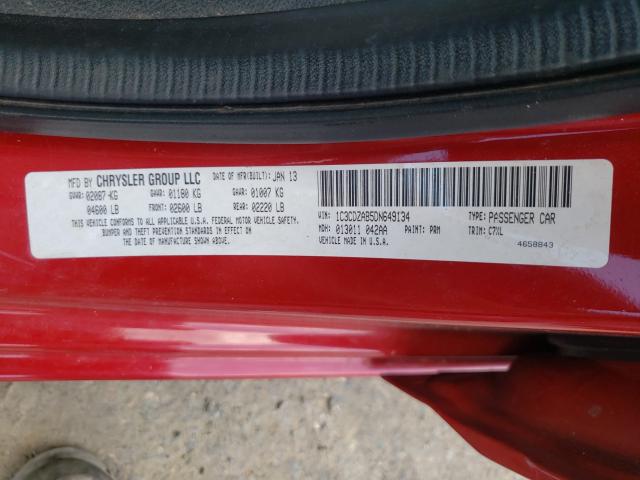 MFD BY CHRYSLER GROUP LLC DATE OF MFR(BUILT): JAN 13
GVWR: 02087 KG GAWR: 01180 KG GAWR: 01007 KG
04600 LB FRONT: 02600 LB REAR: 02220 LB
THIS VEHICLE CONFORMS TO ALL APPLICABLE U.S.A. FEDERAL MOTOR VEHICLE SAFETY,
BUMPER AND THEFT PREVENTION STANDARDS IN EFFECT ON
THE DATE OF MANUFACTURE SHOWN ABOVE.
VIN: 1C3CDZAB5DN649134 TYPE: PASSENGER CAR
MDH: 013011 042AA PAINT: PRM TRIM: C7XL
VEHICLE MADE IN U.S.A. 4658843